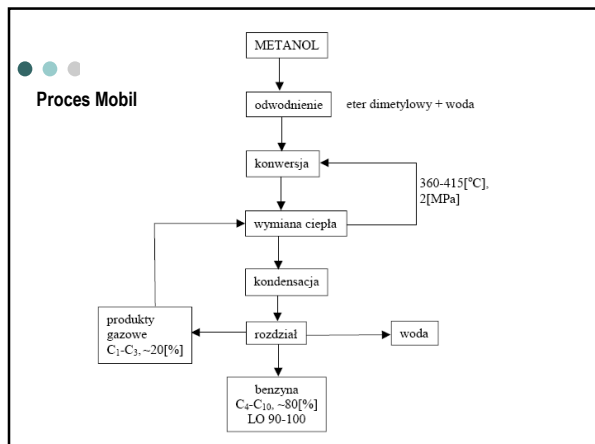 Proces Mobil
METANOL
odwodnienie
eter dimetylowy + woda
konwersja
360-415[°C],
2[MPa]
wymiana ciepła
kondensacja
produkty
gazowe
C₁-C₃, ~20[%]
rozdział
woda
benzyna
C₄-C₁₀, ~80[%]
LO 90-100